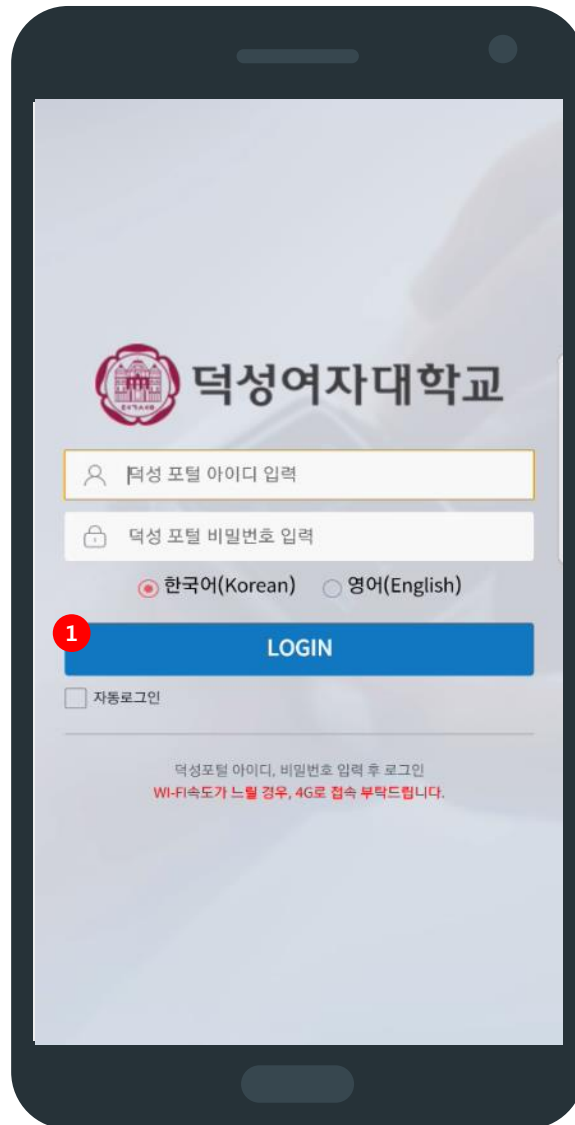 덕성여자대학교
덕성 포털 아이디 입력
덕성 포털 비밀번호 입력
한국어(Korean) 영어(English)
1
LOGIN
자동로그인
덕성포털 아이디, 비밀번호 입력 후 로그인
WI-FI속도가 느릴 경우, 4G로 접속 부탁드립니다.